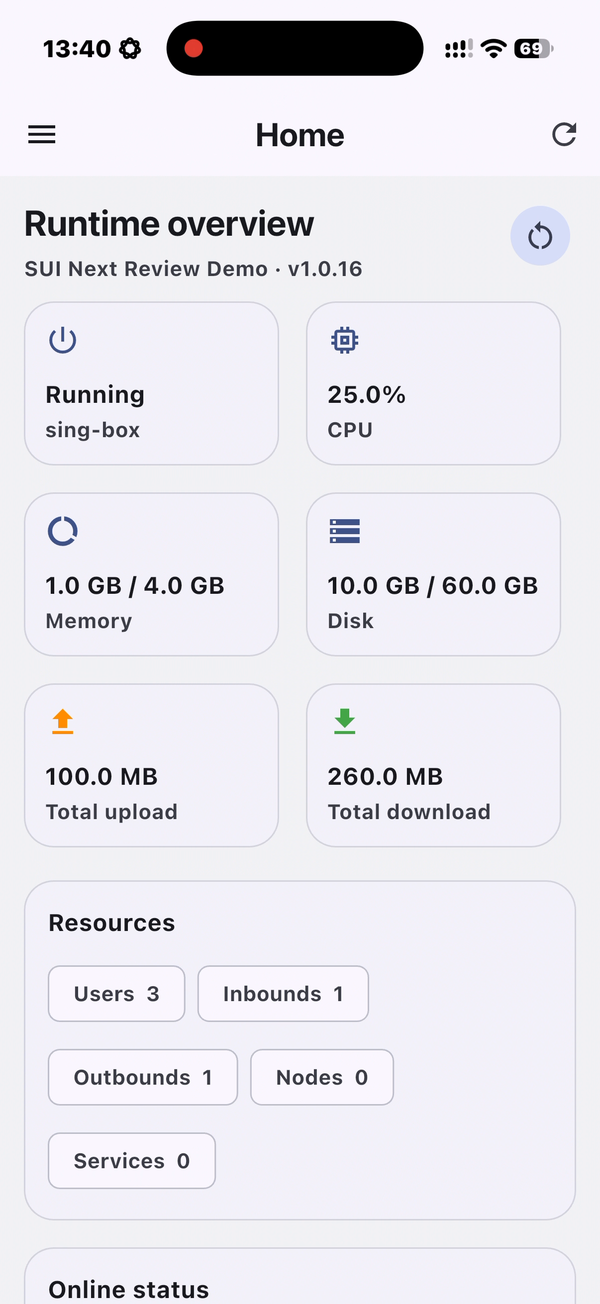 13:40
69
Home
Runtime overview
SUI Next Review Demo · v1.0.16
Running
sing-box
25.0%
CPU
1.0 GB / 4.0 GB
Memory
10.0 GB / 60.0 GB
Disk
100.0 MB
Total upload
260.0 MB
Total download
Resources
Users 3
Inbounds 1
Outbounds 1
Nodes 0
Services 0
Online status